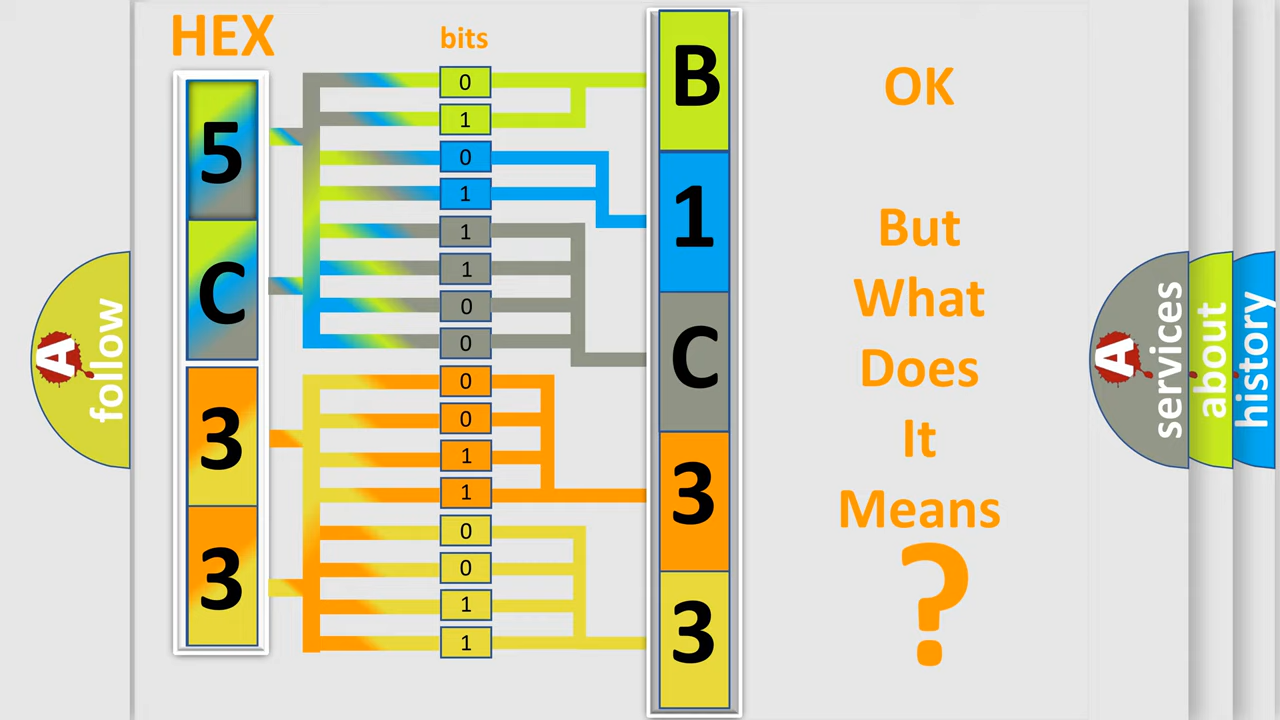 HEX
bits
5
C
3
3
0
1
0
1
1
1
0
0
0
0
1
1
0
0
1
1
B
1
C
3
3
OK
But
What
Does
It
Means
?
A
follow
A
services
about
history